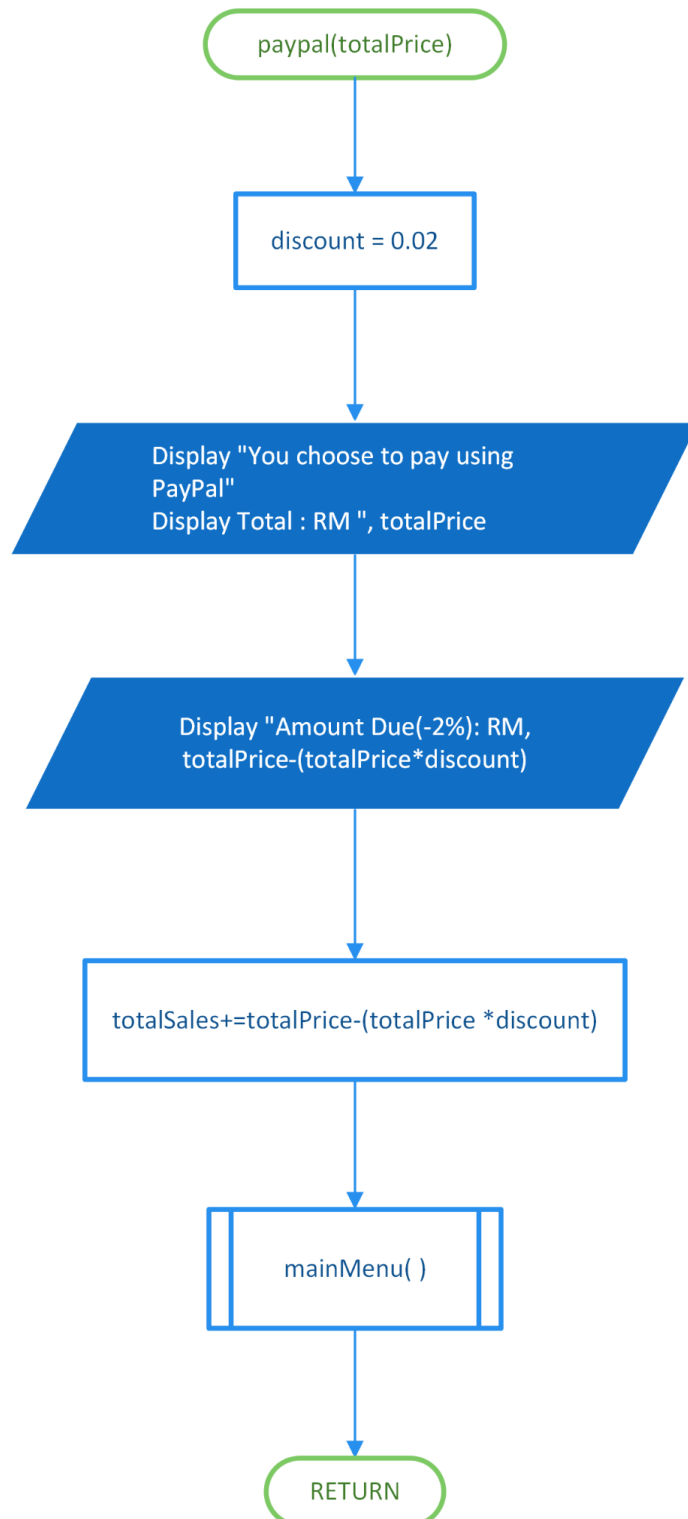 paypal(totalPrice)
discount = 0.02
Display "You choose to pay using
PayPal"
Display Total : RM ", totalPrice
Display "Amount Due(-2%): RM,
totalPrice-(totalPrice*discount)
totalSales+=totalPrice-(totalPrice *discount)
mainMenu( )
RETURN